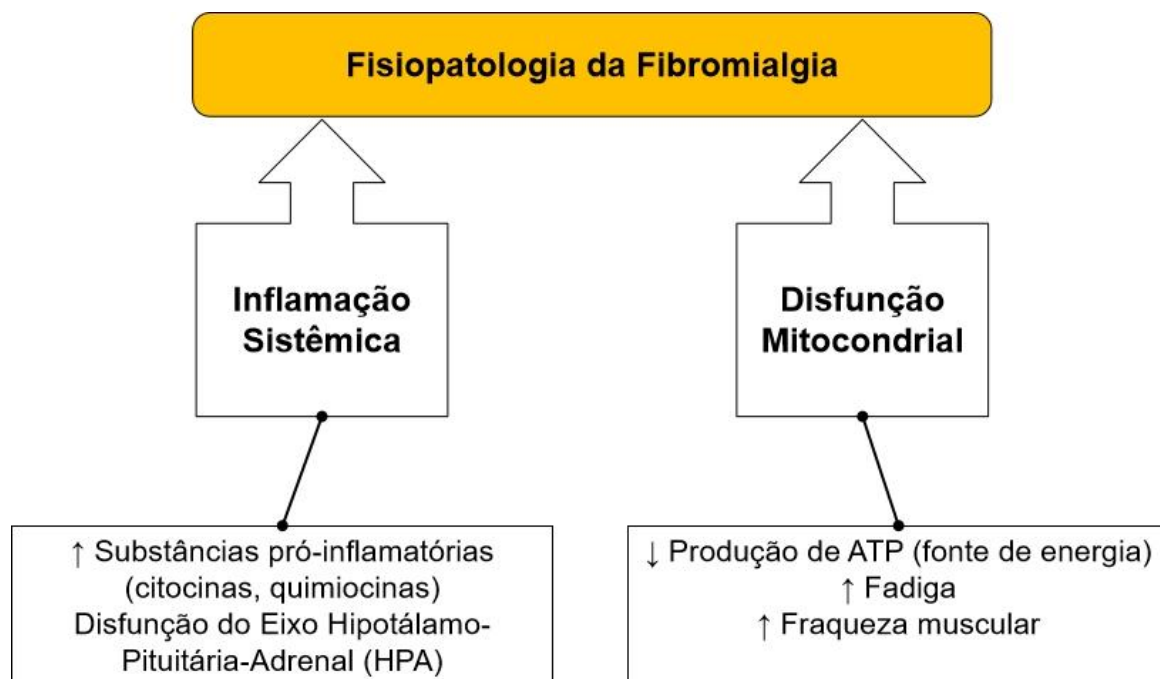 Fisiopatologia da Fibromialgia
Inflamação
Sistêmica
Disfunção
Mitocondrial
↑ Substâncias pró-inflamatórias
(citocinas, quimiocinas)
Disfunção do Eixo Hipotálamo-
Pituitária-Adrenal (HPA)
↓ Produção de ATP (fonte de energia)
↑ Fadiga
↑ Fraqueza muscular